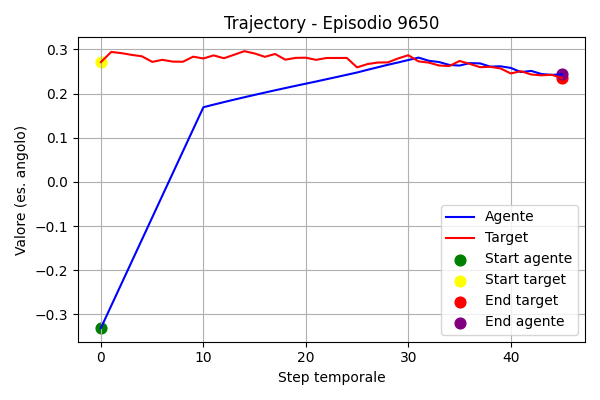 Trajectory - Episodio 9650
Valore (es. angolo)
0.3
0.2
0.1
0.0
−0.1
−0.2
−0.3
0
10
20
30
40
Step temporale
Agente
Target
Start agente
Start target
End target
End agente